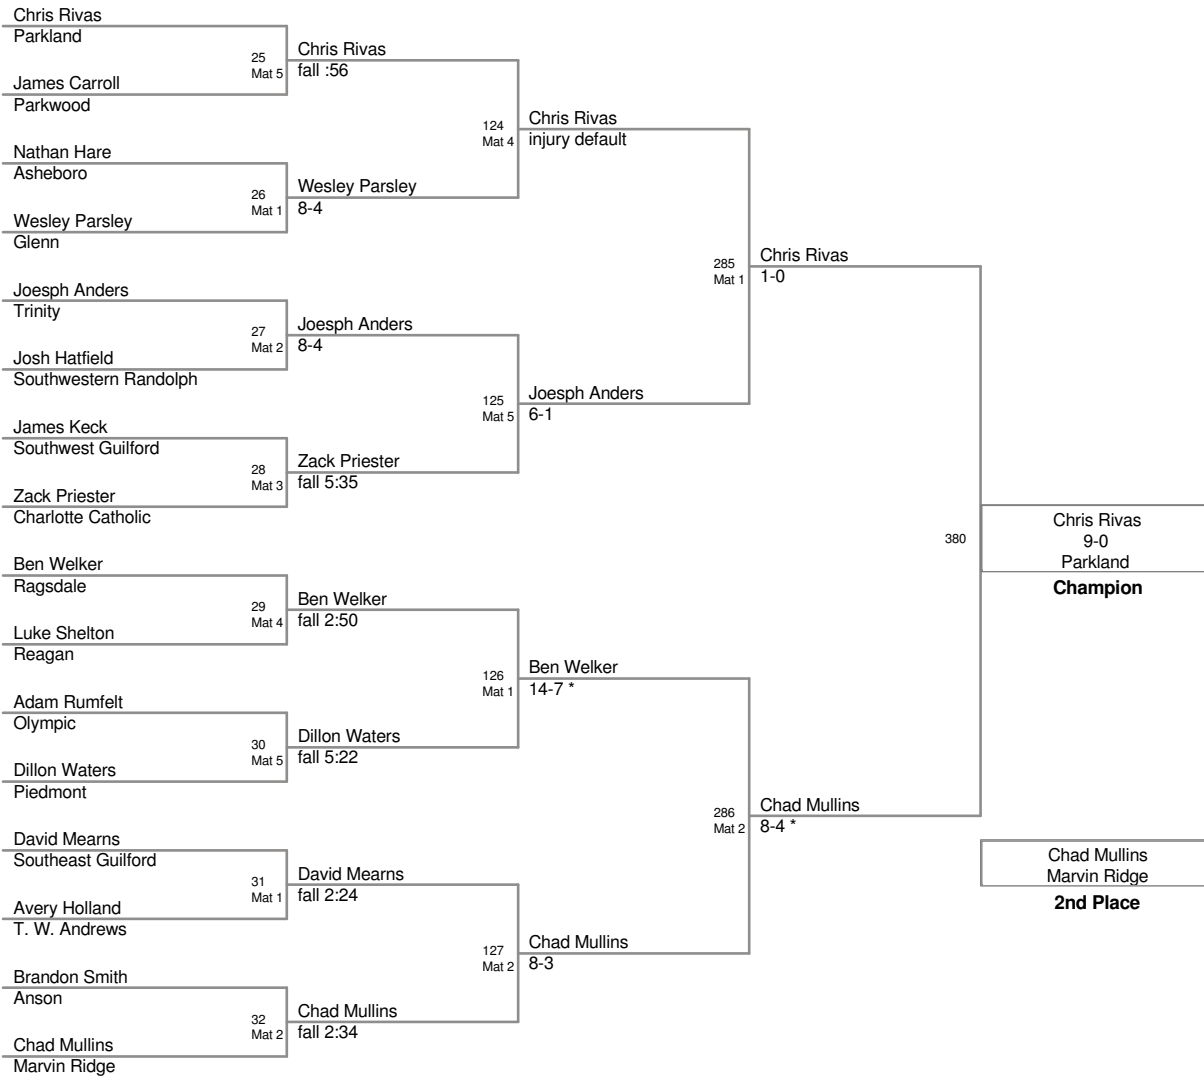 Chris Rivas
Parkland
25
Mat 5
James Carroll
Parkwood
Chris Rivas
fall :56
Nathan Hare
Asheboro
26
Mat 1
Wesley Parsley
Glenn
Wesley Parsley
8-4
124
Mat 4
Chris Rivas
injury default
Joesph Anders
Trinity
27
Mat 2
Josh Hatfield
Southwestern Randolph
Joesph Anders
8-4
James Keck
Southwest Guilford
28
Mat 3
Zack Priester
Charlotte Catholic
Zack Priester
fall 5:35
125
Mat 5
Joesph Anders
6-1
285
Mat 1
Chris Rivas
1-0
Ben Welker
Ragsdale
29
Mat 4
Luke Shelton
Reagan
Ben Welker
fall 2:50
Adam Rumfelt
Olympic
30
Mat 5
Dillon Waters
Piedmont
Dillon Waters
fall 5:22
126
Mat 1
Ben Welker
14-7 *
David Mearns
Southeast Guilford
31
Mat 1
Avery Holland
T. W. Andrews
David Mearns
fall 2:24
Brandon Smith
Anson
32
Mat 2
Chad Mullins
Marvin Ridge
Chad Mullins
fall 2:34
127
Mat 2
Chad Mullins
8-3
286
Mat 2
Chad Mullins
8-4 *
380
Chris Rivas
9-0
Parkland
Champion
Chad Mullins
Marvin Ridge
2nd Place